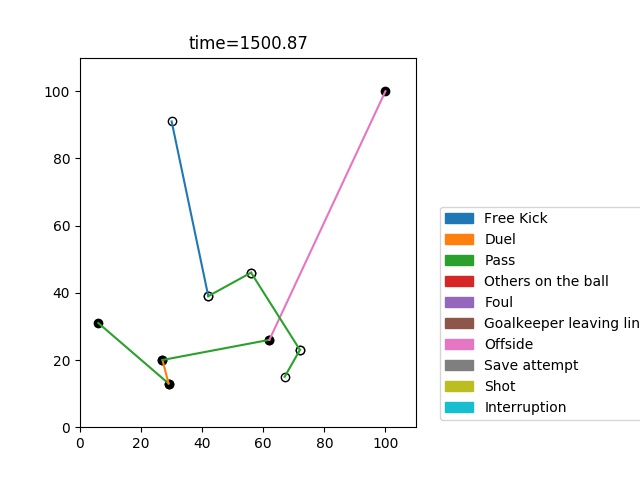 time=1500.87
100
80
60
40
20
0
0 20 40 60 80 100
Free Kick
Duel
Pass
Others on the ball
Foul
Goalkeeper leaving lin
Offside
Save attempt
Shot
Interruption